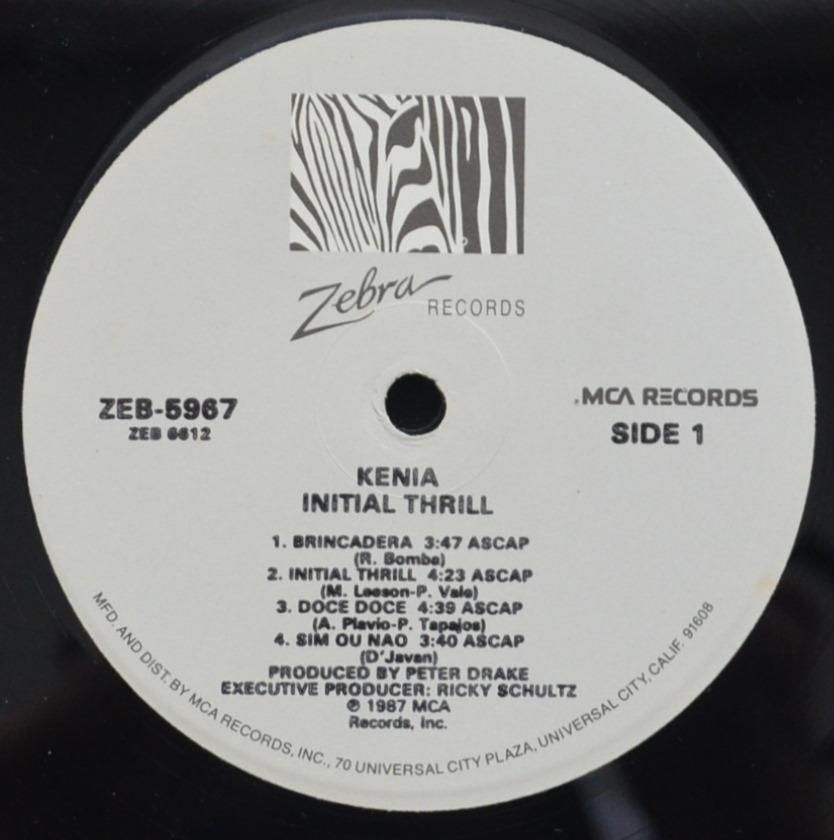 Zebra RECORDS
ZEB-5967
ZEB 6612
MCA RECORDS
SIDE 1
KENIA
INITIAL THRILL
1. BRINCADERA 3:47 ASCAP
(R. Bomba)
2. INITIAL THRILL 4:23 ASCAP
(M. Leeson-P. Vale)
3. DOCE DOCE 4:39 ASCAP
(A. Flavio-P. Tapajos)
4. SIM OU NAO 3:40 ASCAP
(D'Javan)
PRODUCED BY PETER DRAKE
EXECUTIVE PRODUCER: RICKY SCHULTZ
℗ 1987 MCA
Records, Inc.
MFD. AND DIST. BY MCA RECORDS, INC., 70 UNIVERSAL CITY PLAZA, UNIVERSAL CITY, CALIF. 91608